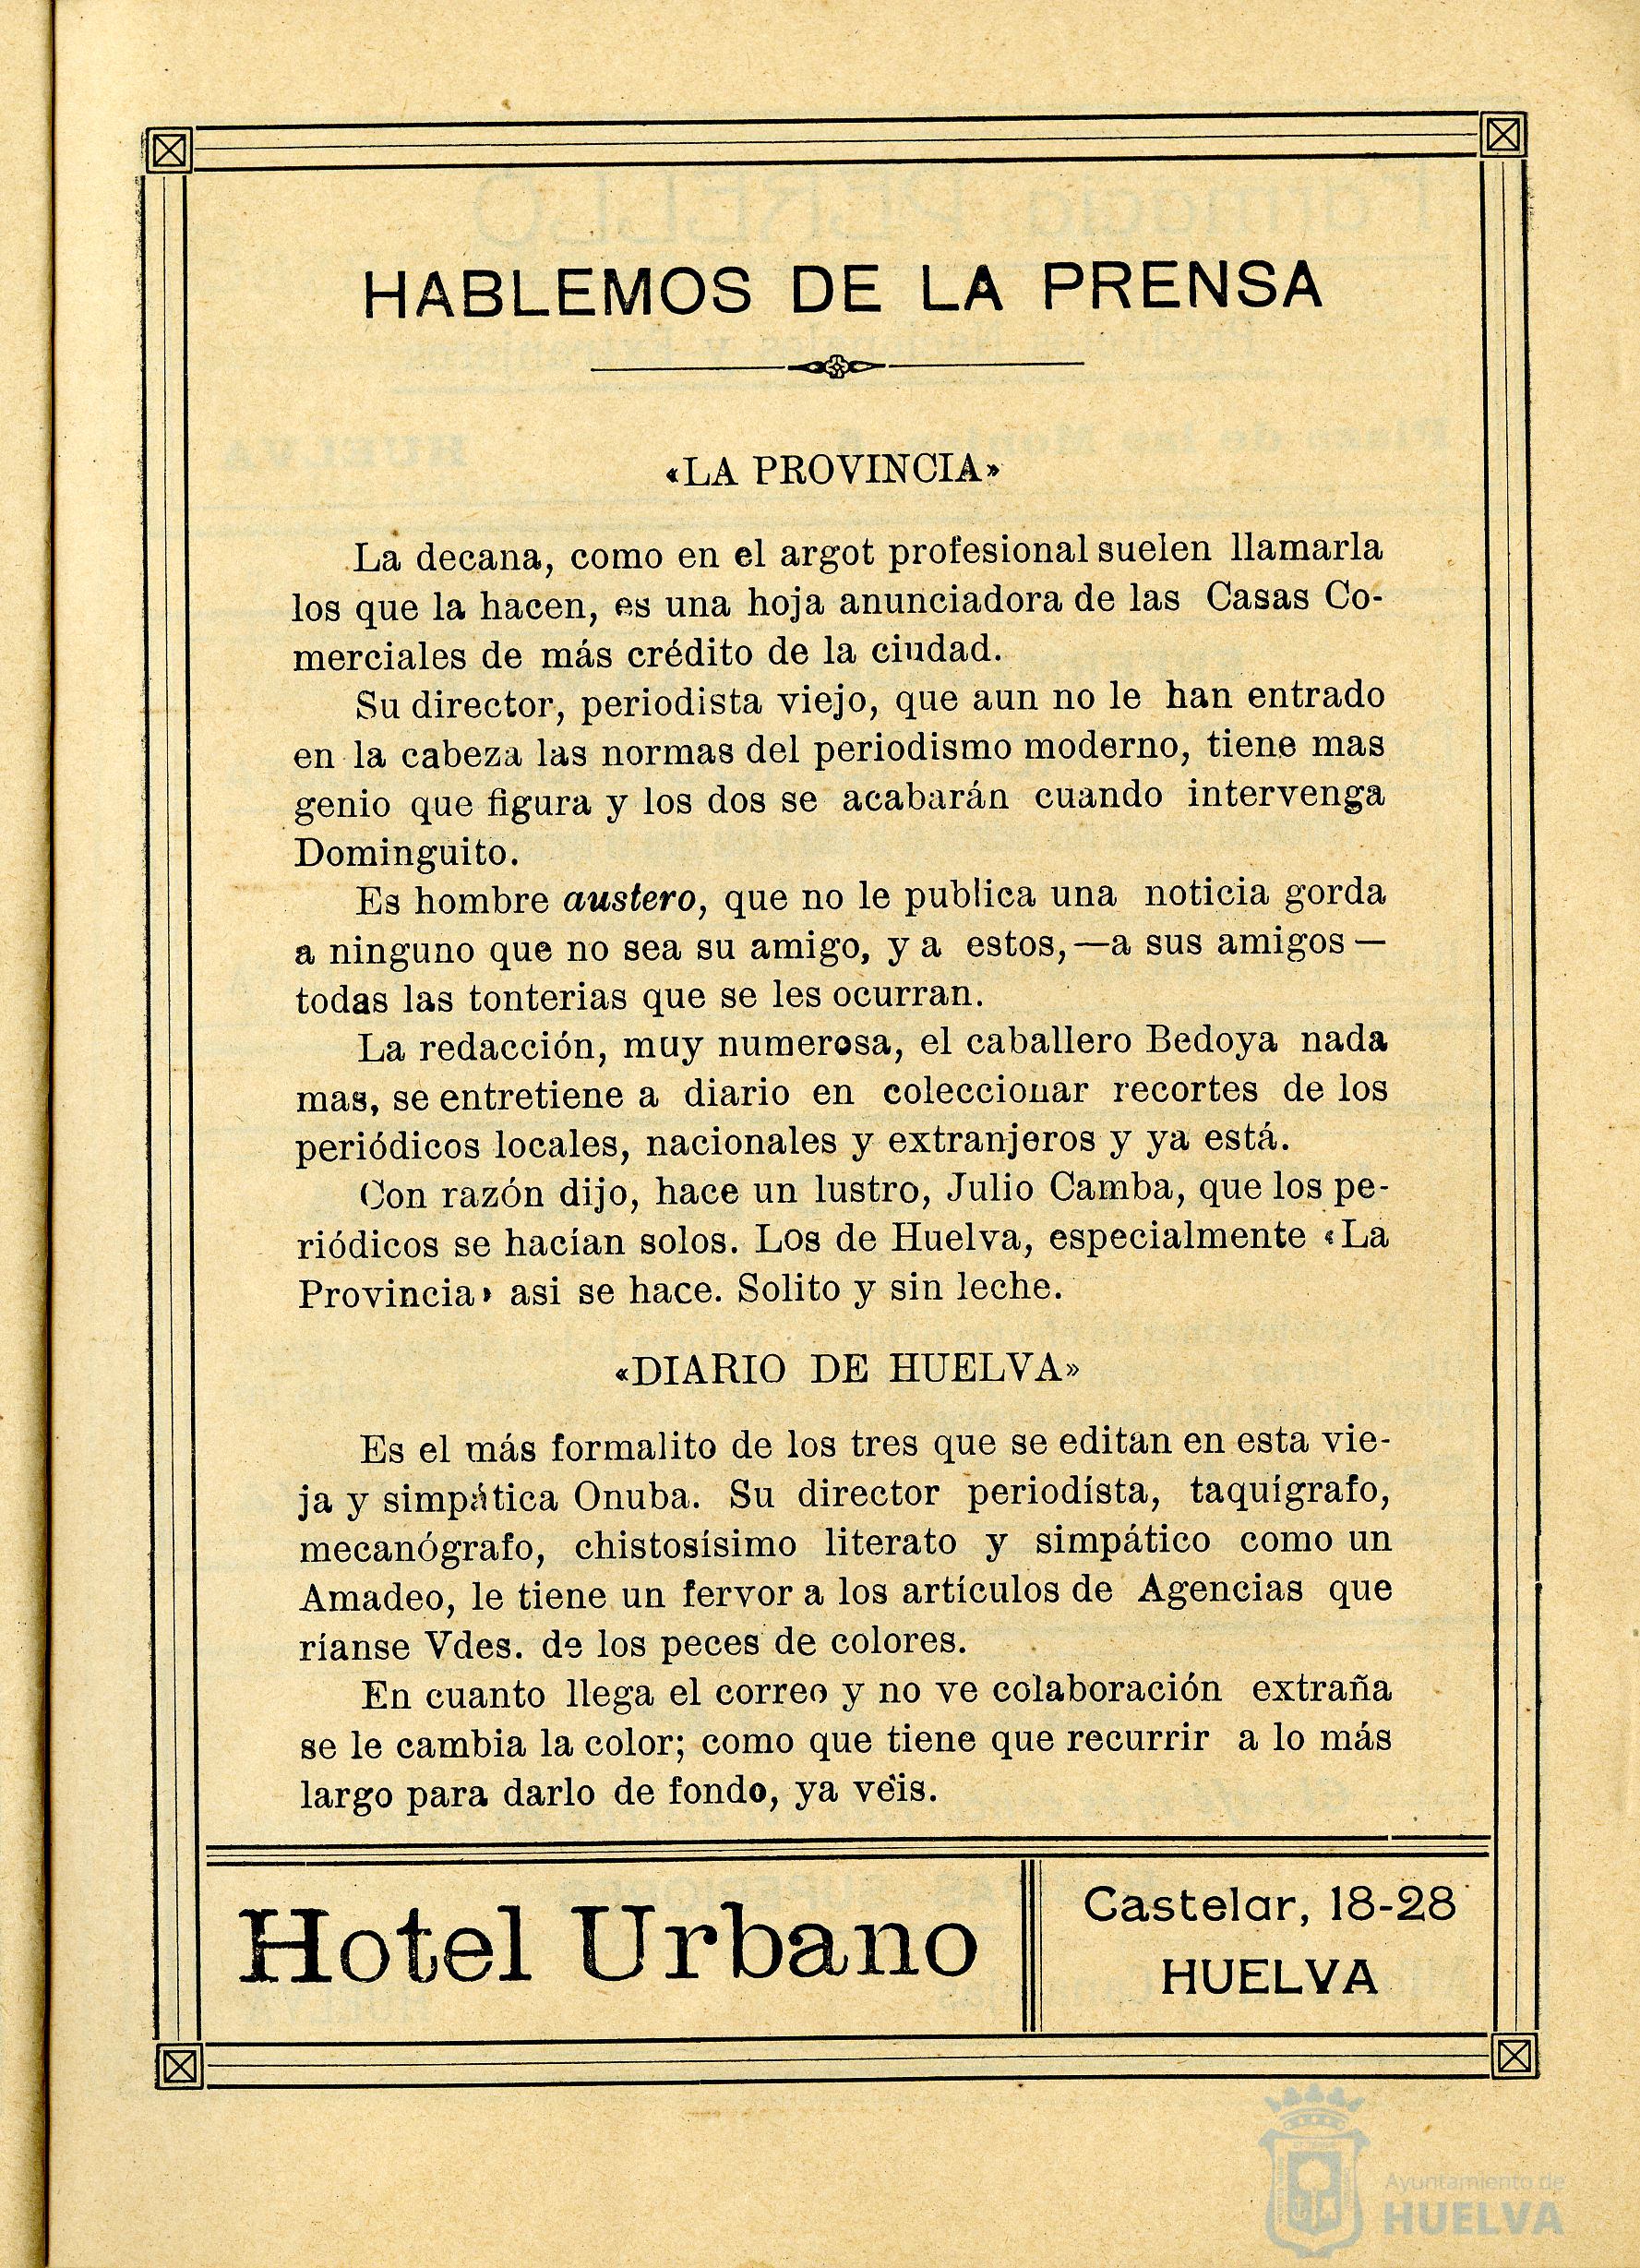 HABLEMOS DE LA PRENSA
«LA PROVINCIA»
La decana, como en el argot profesional suelen llamarla
los que la hacen, es una hoja anunciadora de las Casas Co-
merciales de más crédito de la ciudad.
Su director, periodista viejo, que aun no le han entrado
en la cabeza las normas del periodismo moderno, tiene mas
genio que figura y los dos se acabarán cuando intervenga
Dominguito.
Es hombre austero, que no le publica una noticia gorda
a ninguno que no sea su amigo, y a estos,—a sus amigos—
todas las tonterias que se les ocurran.
La redacción, muy numerosa, el caballero Bedoya nada
mas, se entretiene a diario en coleccionar recortes de los
periódicos locales, nacionales y extranjeros y ya está.
Con razón dijo, hace un lustro, Julio Camba, que los pe-
riódicos se hacían solos. Los de Huelva, especialmente «La
Provincia» asi se hace. Solito y sin leche.
«DIARIO DE HUELVA»
Es el más formalito de los tres que se editan en esta vie-
ja y simpática Onuba. Su director periodista, taquígrafo,
mecanógrafo, chistosísimo literato y simpático como un
Amadeo, le tiene un fervor a los artículos de Agencias que
ríanse Vdes. de los peces de colores.
En cuanto llega el correo y no ve colaboración extraña
se le cambia la color; como que tiene que recurrir a lo más
largo para darlo de fondo, ya véis.
Hotel Urbano
Castelar, 18-28
HUELVA
Ayuntamiento de
HUELVA